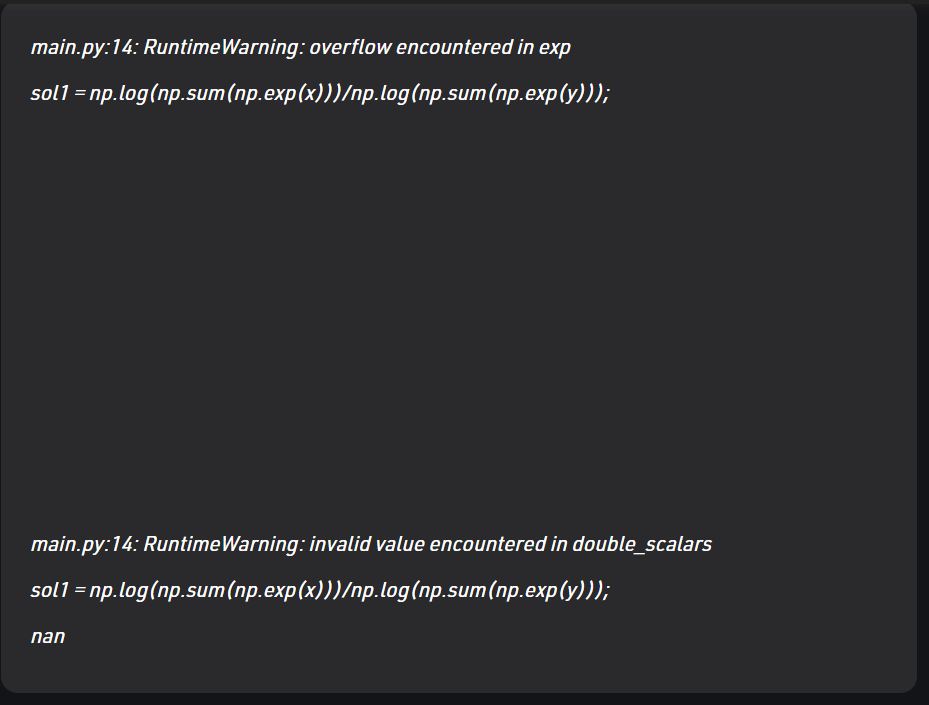 main.py:14: RuntimeWarning: overflow encountered in exp
sol1 = np.log(np.sum(np.exp(x)))/np.log(np.sum(np.exp(y)));
main.py:14: RuntimeWarning: invalid value encountered in double_scalars
sol1 = np.log(np.sum(np.exp(x)))/np.log(np.sum(np.exp(y)));
nan